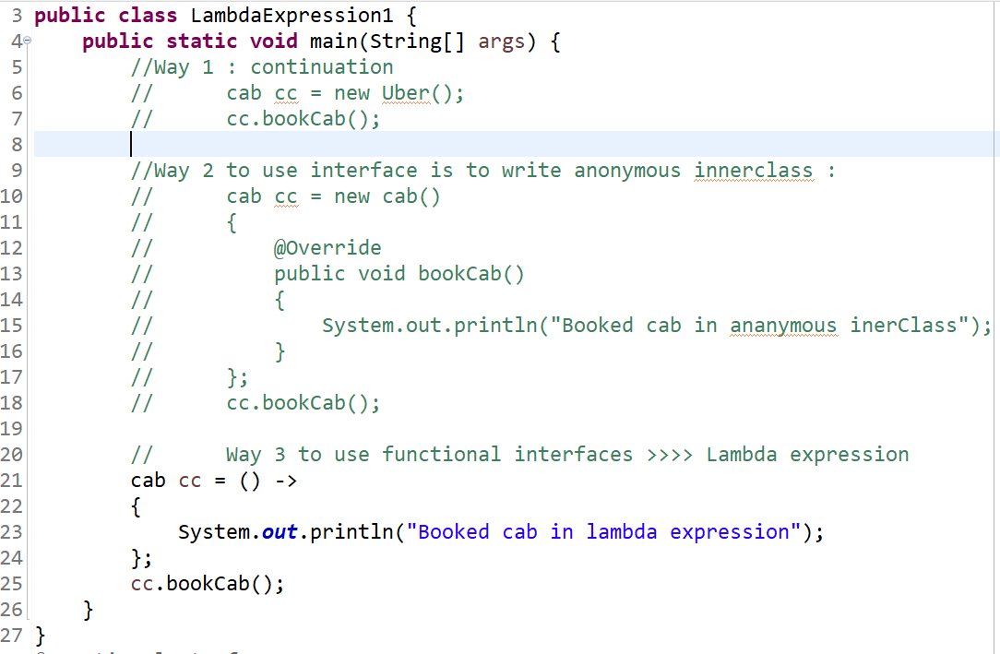 3 public class LambdaExpression1 {
4 public static void main(String[] args) {
5 //Way 1 : continuation
6 // cab cc = new Uber();
7 // cc.bookCab();
8
9 //Way 2 to use interface is to write anonymous innerclass :
10 // cab cc = new cab()
11 // {
12 // @Override
13 // public void bookCab()
14 // {
15 // System.out.println("Booked cab in ananymous inerClass");
16 // }
17 // };
18 // cc.bookCab();
19
20 // Way 3 to use functional interfaces >>>> Lambda expression
21 cab cc = () ->
22 {
23 System.out.println("Booked cab in lambda expression");
24 };
25 cc.bookCab();
26 }
27 }